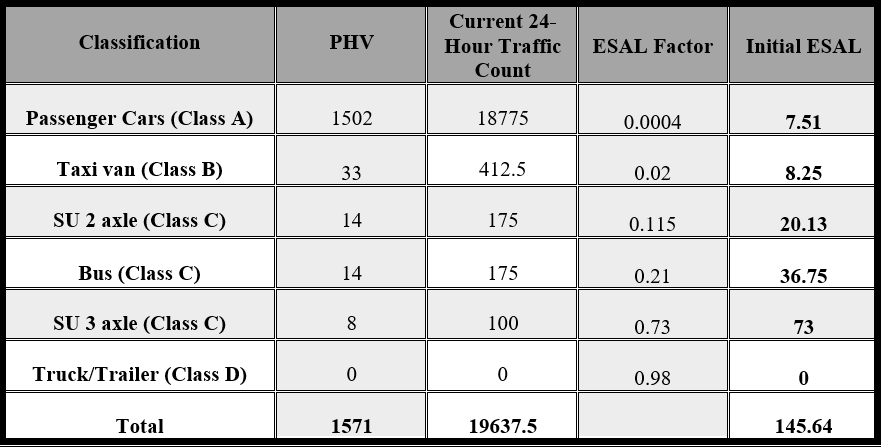 Classification PHV Current 24-Hour Traffic Count ESAL Factor Initial ESAL
Passenger Cars (Class A) 1502 18775 0.0004 7.51
Taxi van (Class B) 33 412.5 0.02 8.25
SU 2 axle (Class C) 14 175 0.115 20.13
Bus (Class C) 14 175 0.21 36.75
SU 3 axle (Class C) 8 100 0.73 73
Truck/Trailer (Class D) 0 0 0.98 0
Total 1571 19637.5 145.64